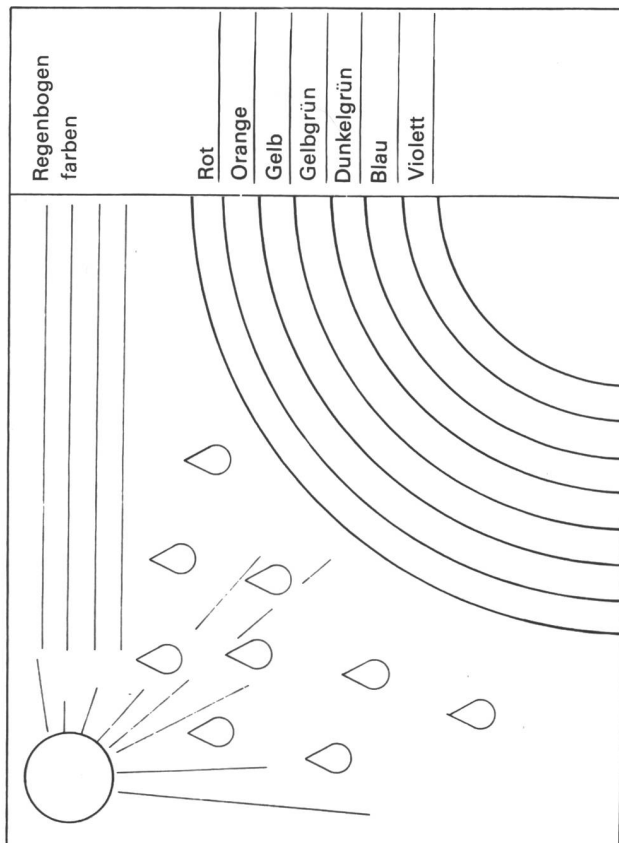 Regenbogen
farben
Rot
Orange
Gelb
Gelbgrün
Dunkelgrün
Blau
Violett